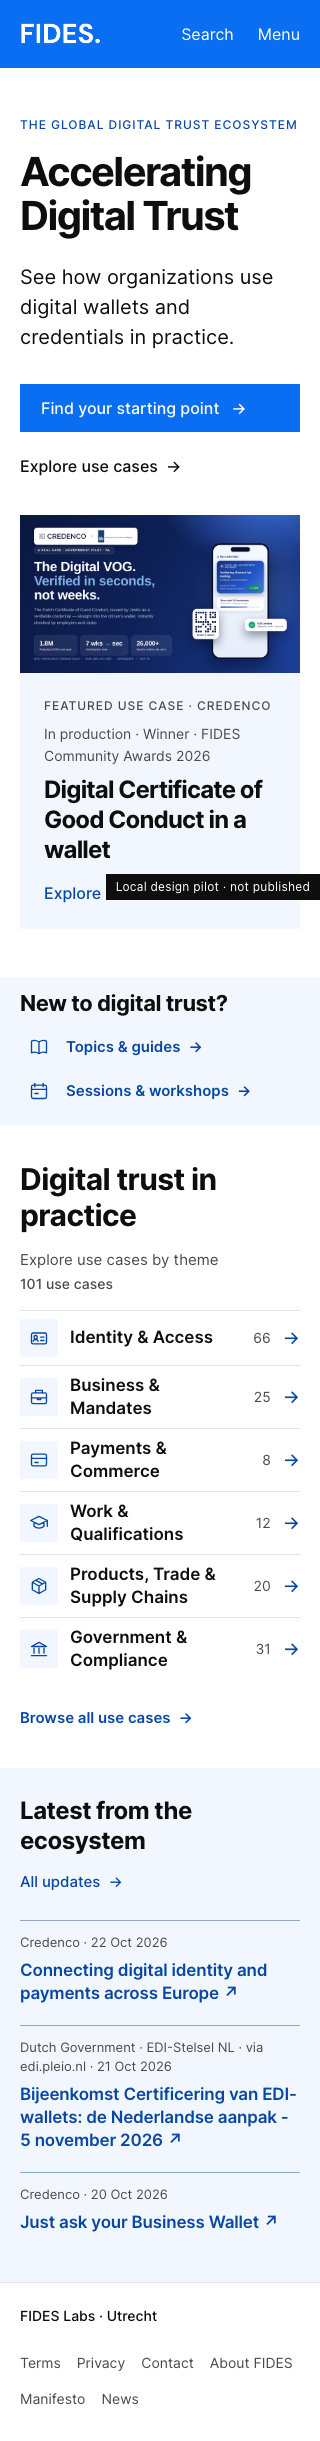 FIDES.
Search Menu
THE GLOBAL DIGITAL TRUST ECOSYSTEM
Accelerating
Digital Trust
See how organizations use
digital wallets and
credentials in practice.
Find your starting point →
Explore use cases →
CREDENCO
The Digital VOG.
Verified in seconds,
not weeks.
1.8M
7 wks → sec
26,000+
FEATURED USE CASE · CREDENCO
In production · Winner · FIDES
Community Awards 2026
Digital Certificate of
Good Conduct in a
wallet
Explore
Local design pilot · not published
New to digital trust?
Topics & guides →
Sessions & workshops →
Digital trust in
practice
Explore use cases by theme
101 use cases
Identity & Access 66 →
Business &
Mandates 25 →
Payments &
Commerce 8 →
Work &
Qualifications 12 →
Products, Trade &
Supply Chains 20 →
Government &
Compliance 31 →
Browse all use cases →
Latest from the
ecosystem
All updates →
Credenco · 22 Oct 2026
Connecting digital identity and
payments across Europe ↗
Dutch Government · EDI-Stelsel NL · via
edi.pleio.nl · 21 Oct 2026
Bijeenkomst Certificering van EDI-
wallets: de Nederlandse aanpak -
5 november 2026 ↗
Credenco · 20 Oct 2026
Just ask your Business Wallet ↗
FIDES Labs · Utrecht
Terms Privacy Contact About FIDES
Manifesto News